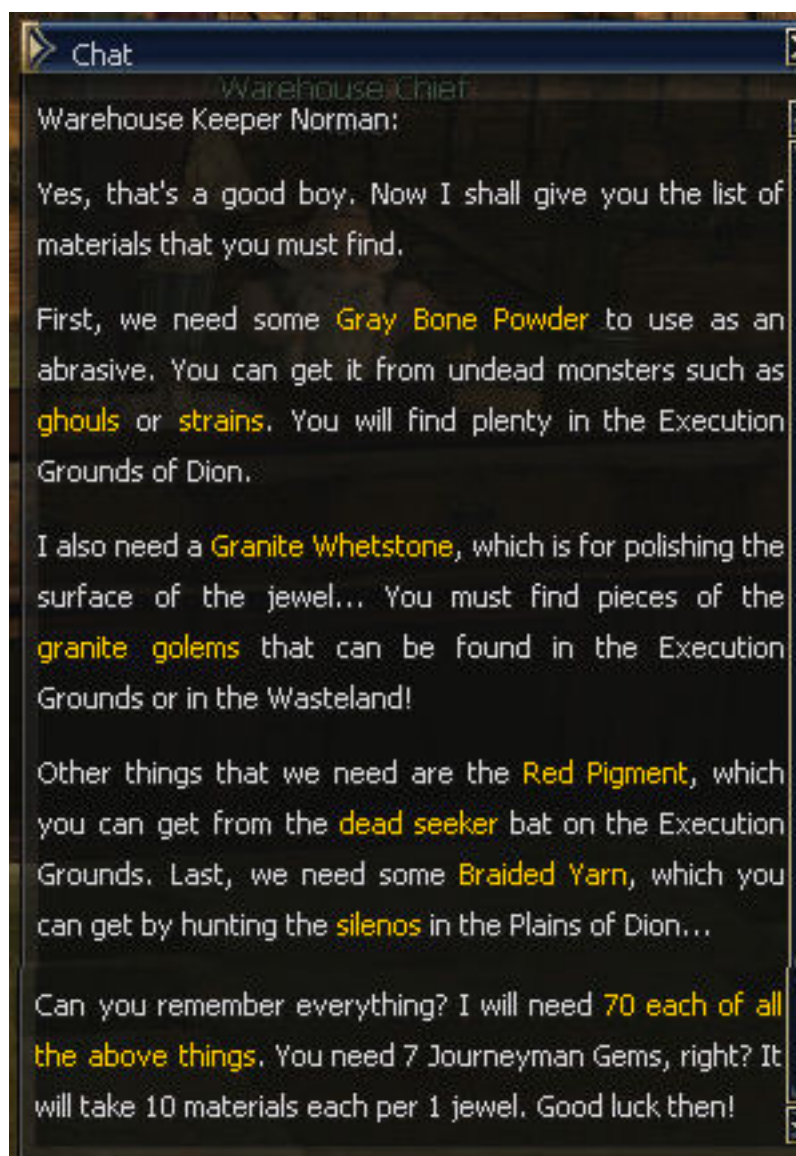 Chat
Warehouse Chief
Warehouse Keeper Norman:
Yes, that's a good boy. Now I shall give you the list of
materials that you must find.
First, we need some Gray Bone Powder to use as an
abrasive. You can get it from undead monsters such as
ghouls or strains. You will find plenty in the Execution
Grounds of Dion.
I also need a Granite Whetstone, which is for polishing the
surface of the jewel... You must find pieces of the
granite golems that can be found in the Execution
Grounds or in the Wasteland!
Other things that we need are the Red Pigment, which
you can get from the dead seeker bat on the Execution
Grounds. Last, we need some Braided Yarn, which you
can get by hunting the silenos in the Plains of Dion...
Can you remember everything? I will need 70 each of all
the above things. You need 7 Journeyman Gems, right? It
will take 10 materials each per 1 jewel. Good luck then!